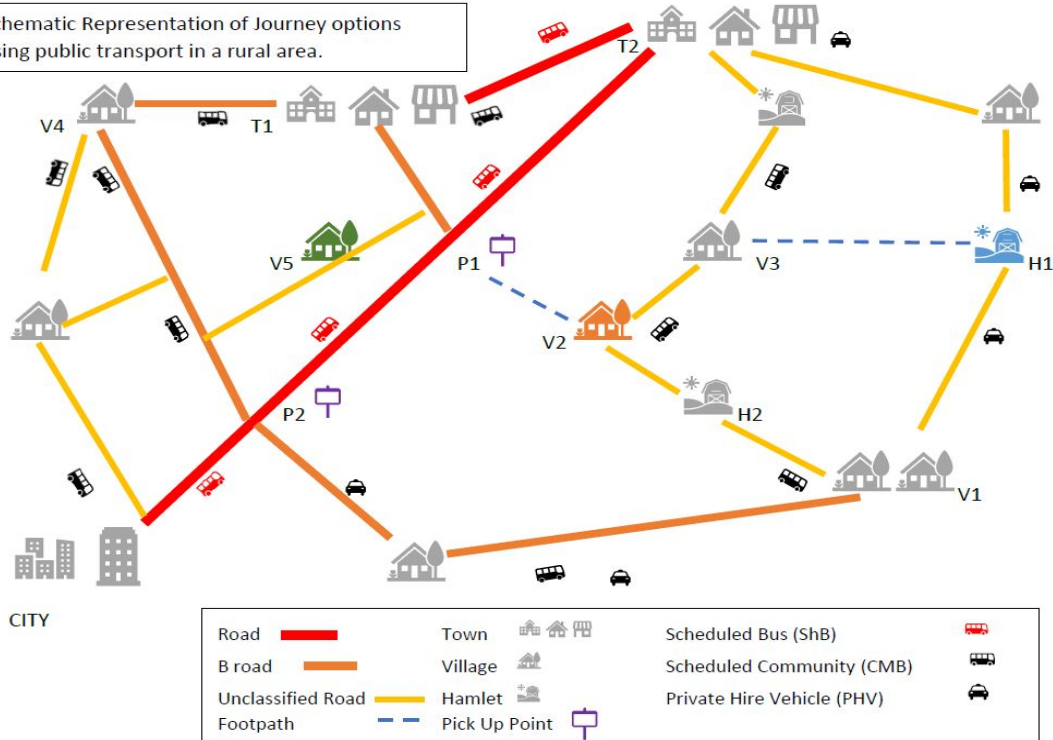 chematic Representation of Journey options
sing public transport in a rural area.
T2
V4
T1
V5
P1
V3
H1
V2
P2
H2
V1
CITY
Road Town Scheduled Bus (ShB)
B road Village Scheduled Community (CMB)
Unclassified Road Hamlet Private Hire Vehicle (PHV)
Footpath Pick Up Point